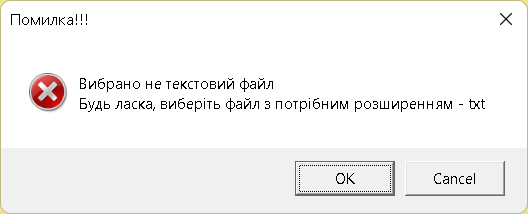 Помилка!!!
Вибрано не текстовий файл
Будь ласка, виберіть файл з потрібним розширенням - txt
OK
Cancel